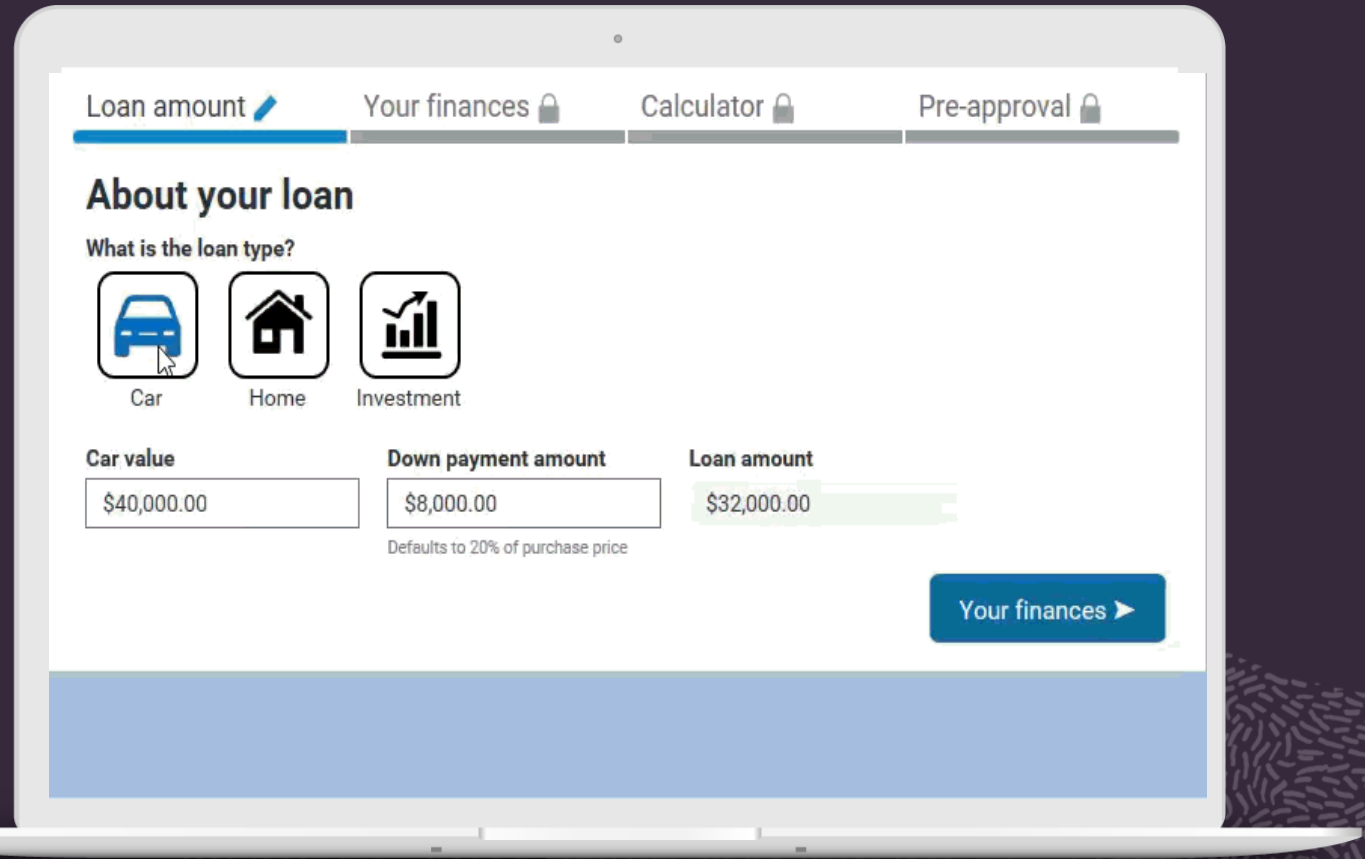 Loan amount
Your finances
Calculator
Pre-approval
About your loan
What is the loan type?
Car
Home
Investment
Car value
Down payment amount
Loan amount
$40,000.00
$8,000.00
$32,000.00
Defaults to 20% of purchase price
Your finances ➤